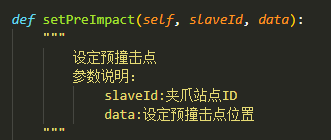 def setPreImpact(self, slaveId, data):
"""
设定预撞击点
参数说明:
slaveId:夹爪站点ID
data:设定预撞击点位置
"""